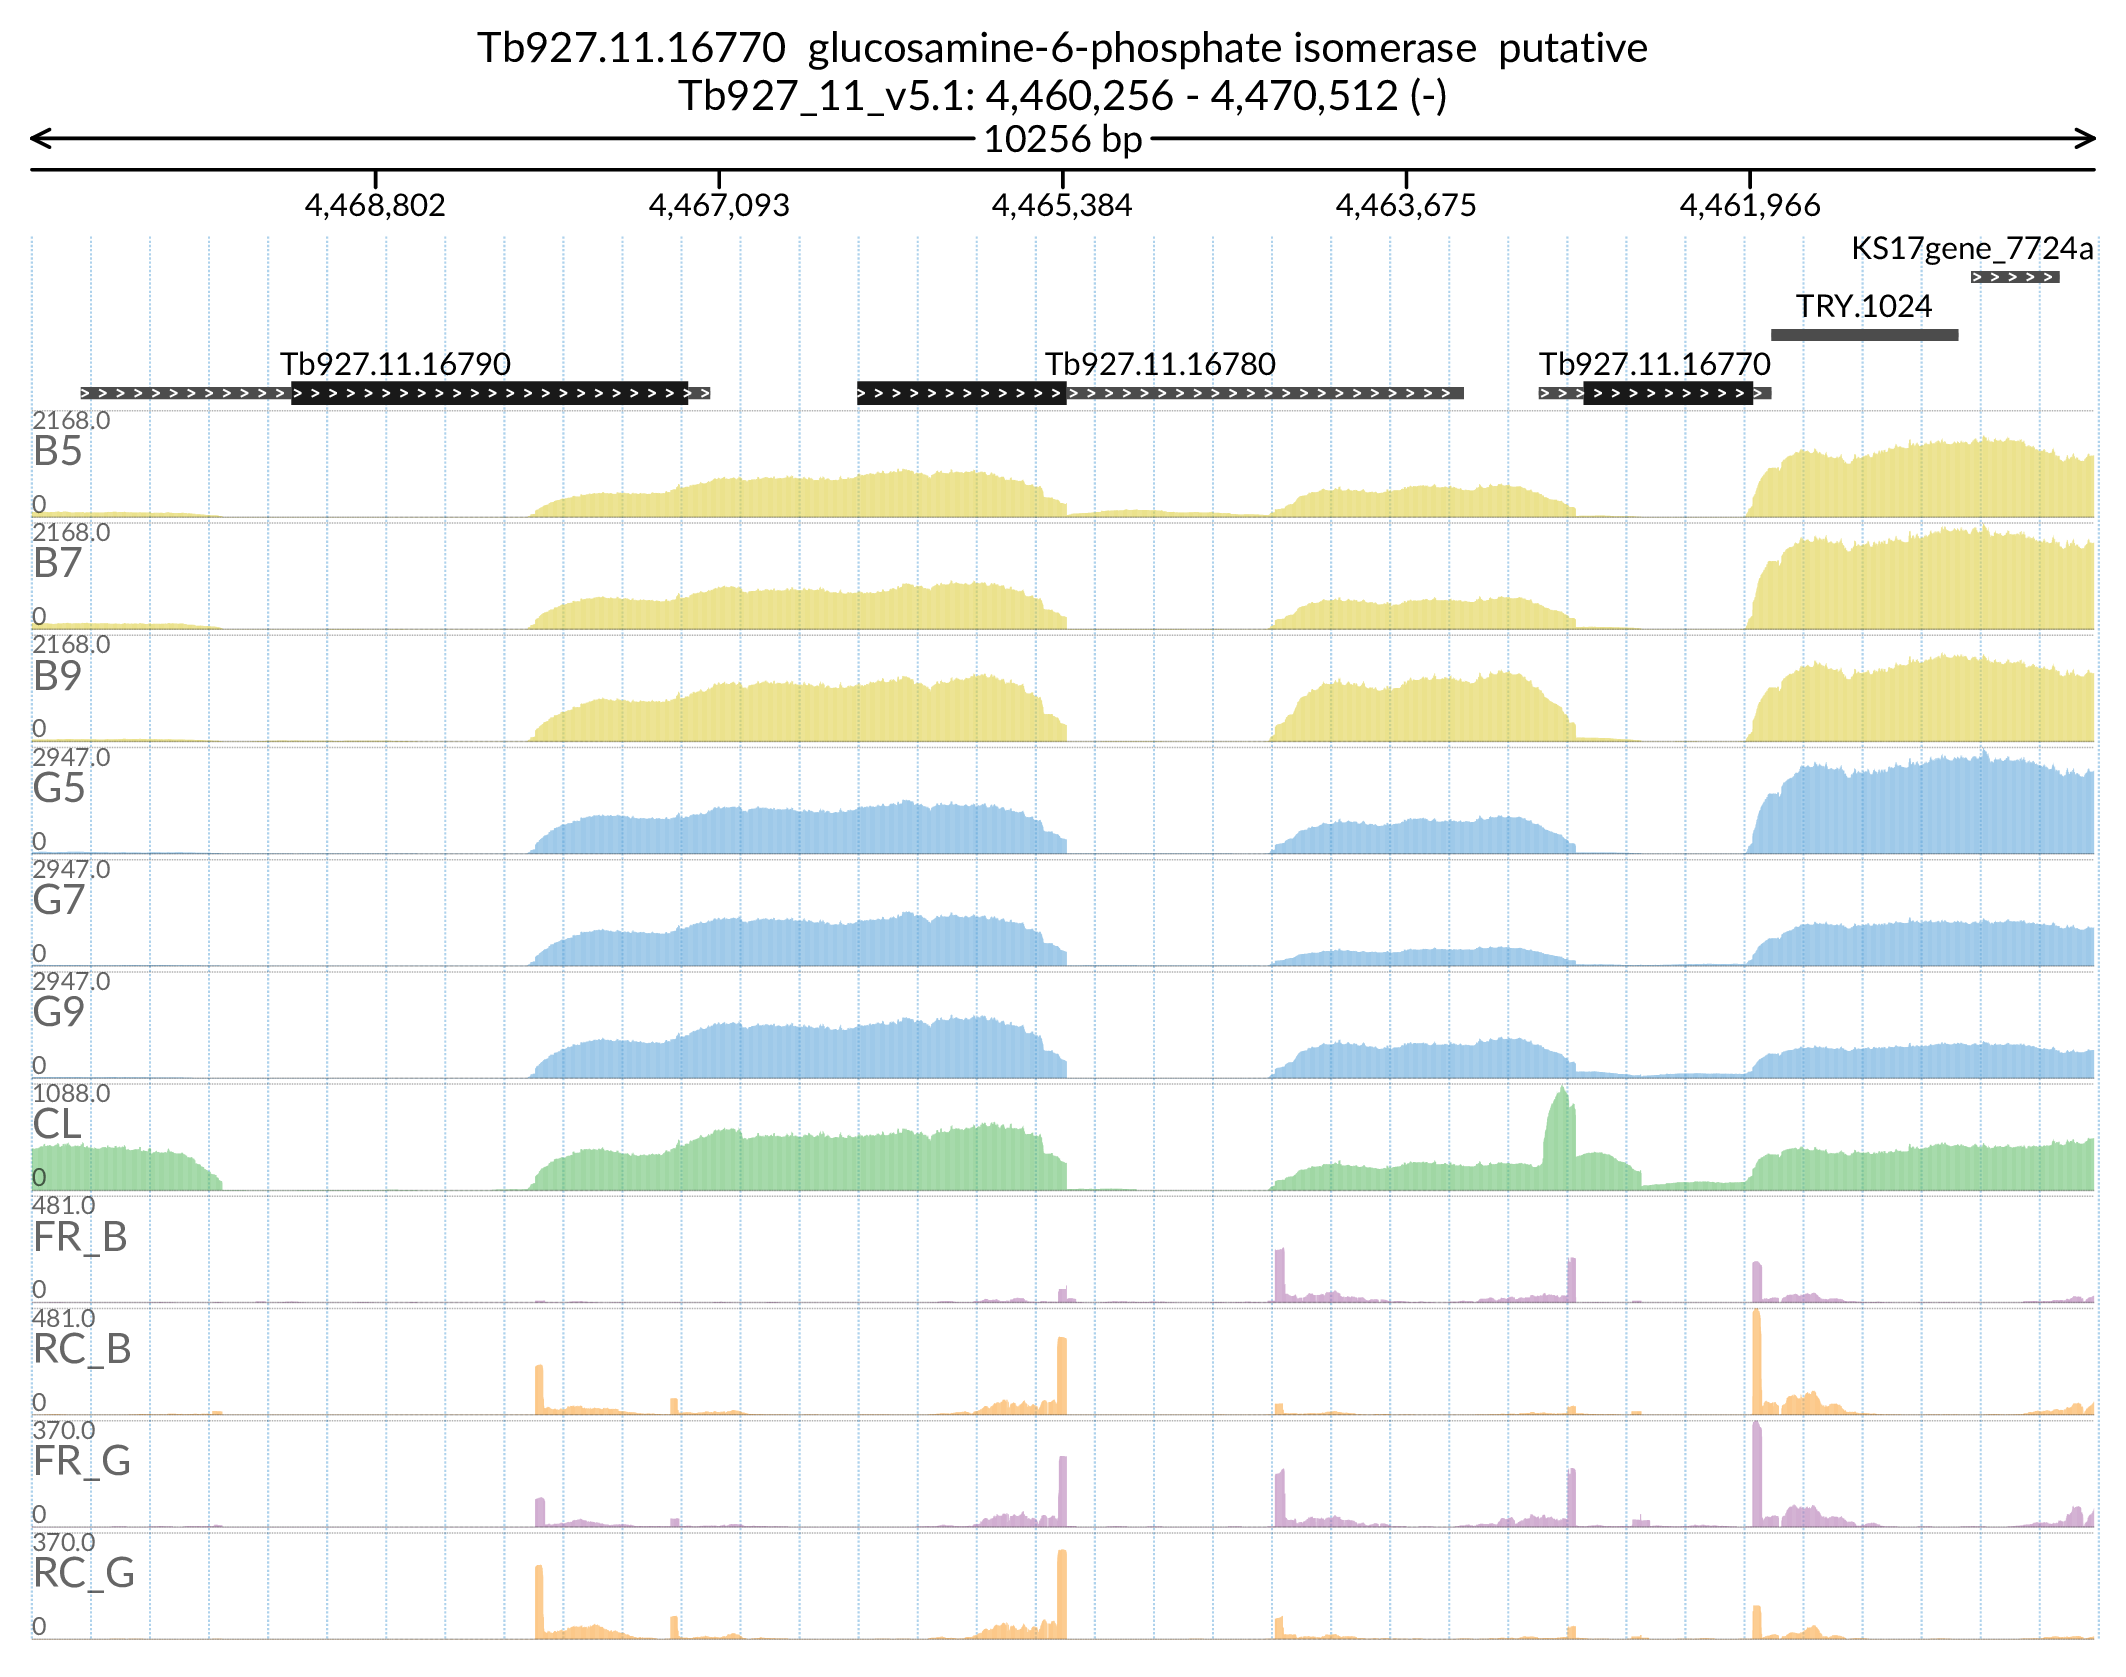 Tb927.11.16770 glucosamine-6-phosphate isomerase putative
Tb927_11_v5.1: 4,460,256 - 4,470,512 (-)
10256 bp
4,468,802 4,467,093 4,465,384 4,463,675 4,461,966
KS17gene_7724a
TRY.1024
Tb927.11.16790 Tb927.11.16780 Tb927.11.16770
2168.0
B5
0
2168.0
B7
0
2168.0
B9
0
2947.0
G5
0
2947.0
G7
0
2947.0
G9
0
1088.0
CL
0
481.0
FR_B
0
481.0
RC_B
0
370.0
FR_G
0
370.0
RC_G
0